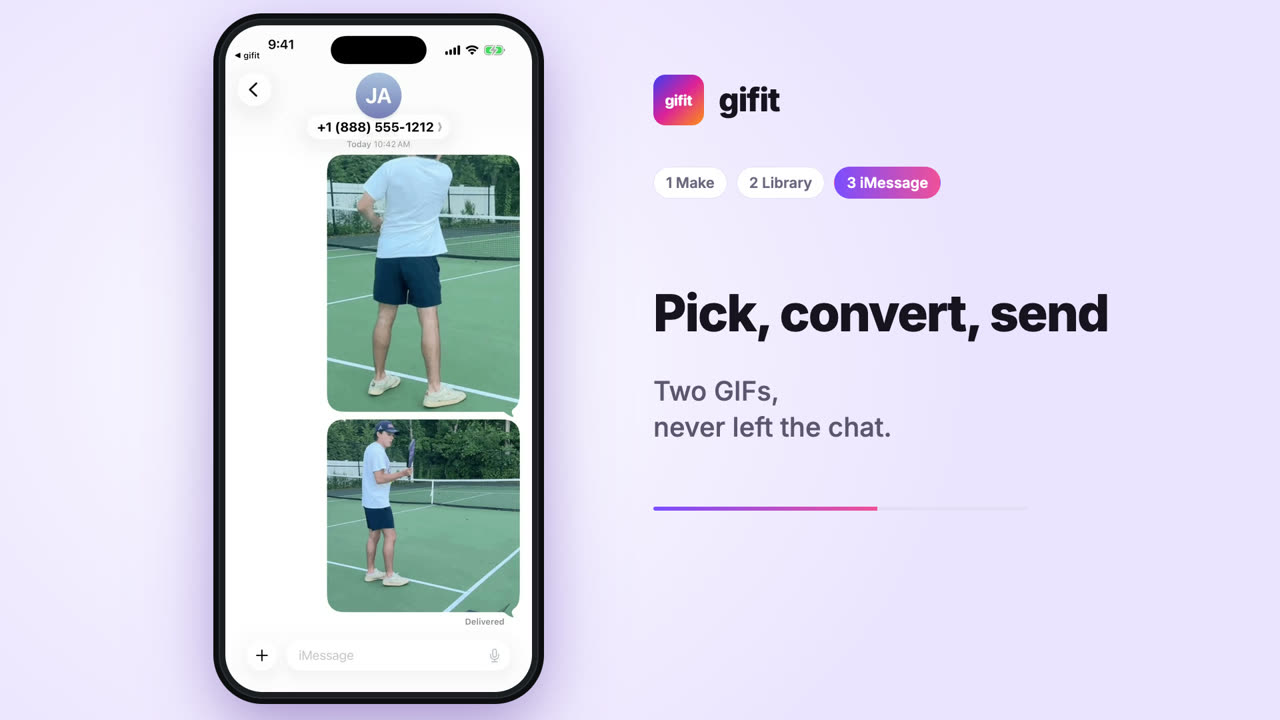 9:41
◀ gifit
JA
+1 (888) 555-1212 〉
Today 10:42 AM
Delivered
iMessage
gifit
gifit
1 Make
2 Library
3 iMessage
Pick, convert, send
Two GIFs,
never left the chat.